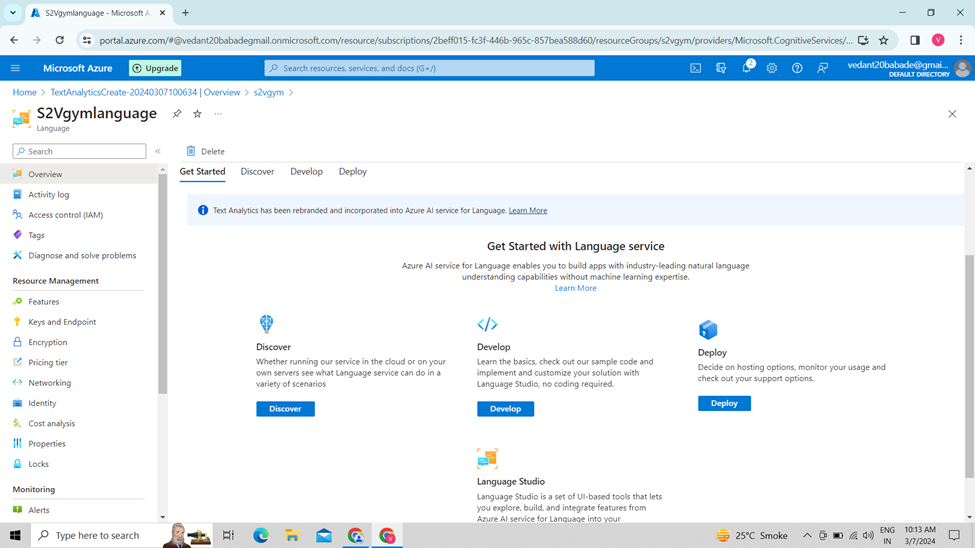 S2Vgymlanguage - Microsoft A
portal.azure.com/#@vedant20babadegmail.onmicrosoft.com/resource/subscriptions/2beff015-fc3f-446b-965c-857bea588d60/resourceGroups/s2vgym/providers/Microsoft.CognitiveServices/...
V
Microsoft Azure
Upgrade
Search resources, services, and docs (G+/)
2
vedant20babade@gmai...
DEFAULT DIRECTORY
Home > TextAnalyticsCreate-20240307100634 | Overview > s2vgym >
S2Vgymlanguage
Language
Search
Delete
Overview
Activity log
Access control (IAM)
Tags
Diagnose and solve problems
Resource Management
Features
Keys and Endpoint
Encryption
Pricing tier
Networking
Identity
Cost analysis
Properties
Locks
Monitoring
Alerts
Get Started Discover Develop Deploy
Text Analytics has been rebranded and incorporated into Azure AI service for Language. Learn More
Get Started with Language service
Azure AI service for Language enables you to build apps with industry-leading natural language
understanding capabilities without machine learning expertise.
Learn More
Discover
Whether running our service in the cloud or on your
own servers see what Language service can do in a
variety of scenarios
Discover
Develop
Learn the basics, check out our sample code and
implement and customize your solution with
Language Studio, no coding required.
Develop
Deploy
Decide on hosting options, monitor your usage and
check out your support options.
Deploy
Language Studio
Language Studio is a set of UI-based tools that lets
you explore, build, and integrate features from
Azure AI service for Language into your
Type here to search
25°C Smoke
ENG
IN
10:13 AM
3/7/2024